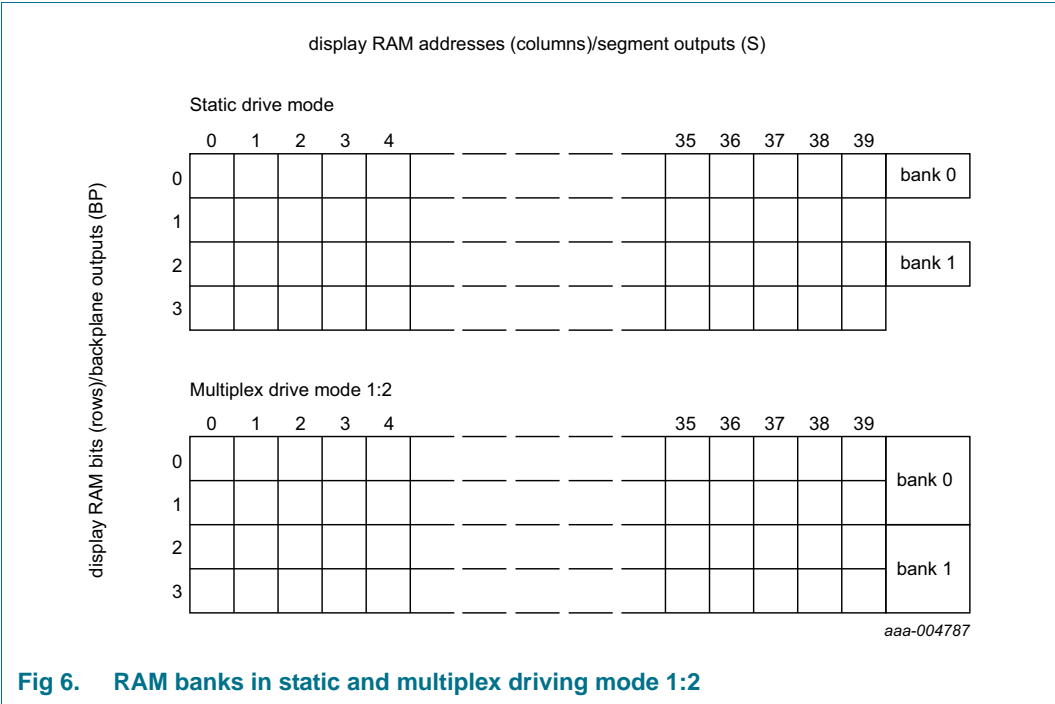 display RAM addresses (columns)/segment outputs (S)
display RAM bits (rows)/backplane outputs (BP)
Static drive mode
0 1 2 3 4 35 36 37 38 39
0 bank 0
1
2 bank 1
3
Multiplex drive mode 1:2
0 1 2 3 4 35 36 37 38 39
0
bank 0
1
2
bank 1
3
aaa-004787
Fig 6. RAM banks in static and multiplex driving mode 1:2